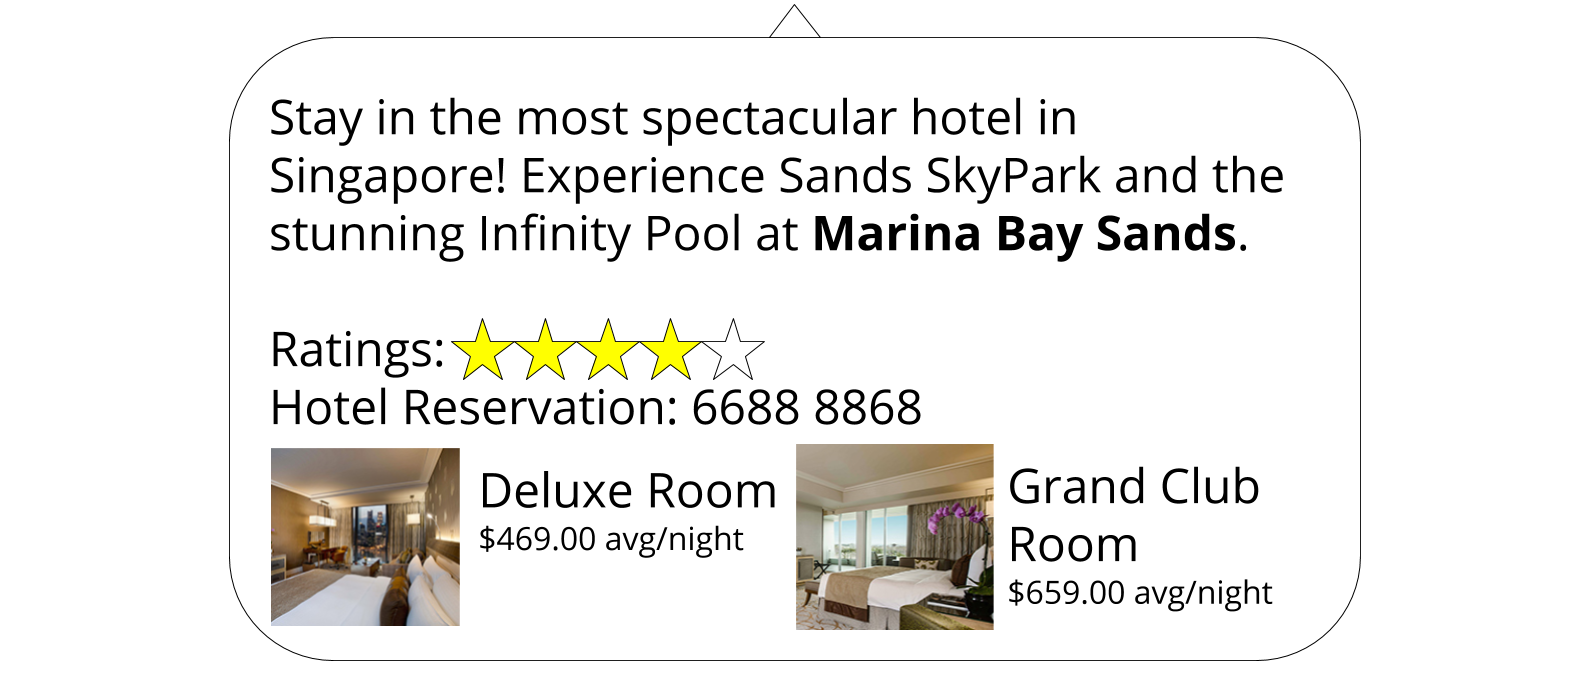 Stay in the most spectacular hotel in
Singapore! Experience Sands SkyPark and the
stunning Infinity Pool at Marina Bay Sands.
Ratings:
Hotel Reservation: 6688 8868
Deluxe Room
$469.00 avg/night
Grand Club
Room
$659.00 avg/night